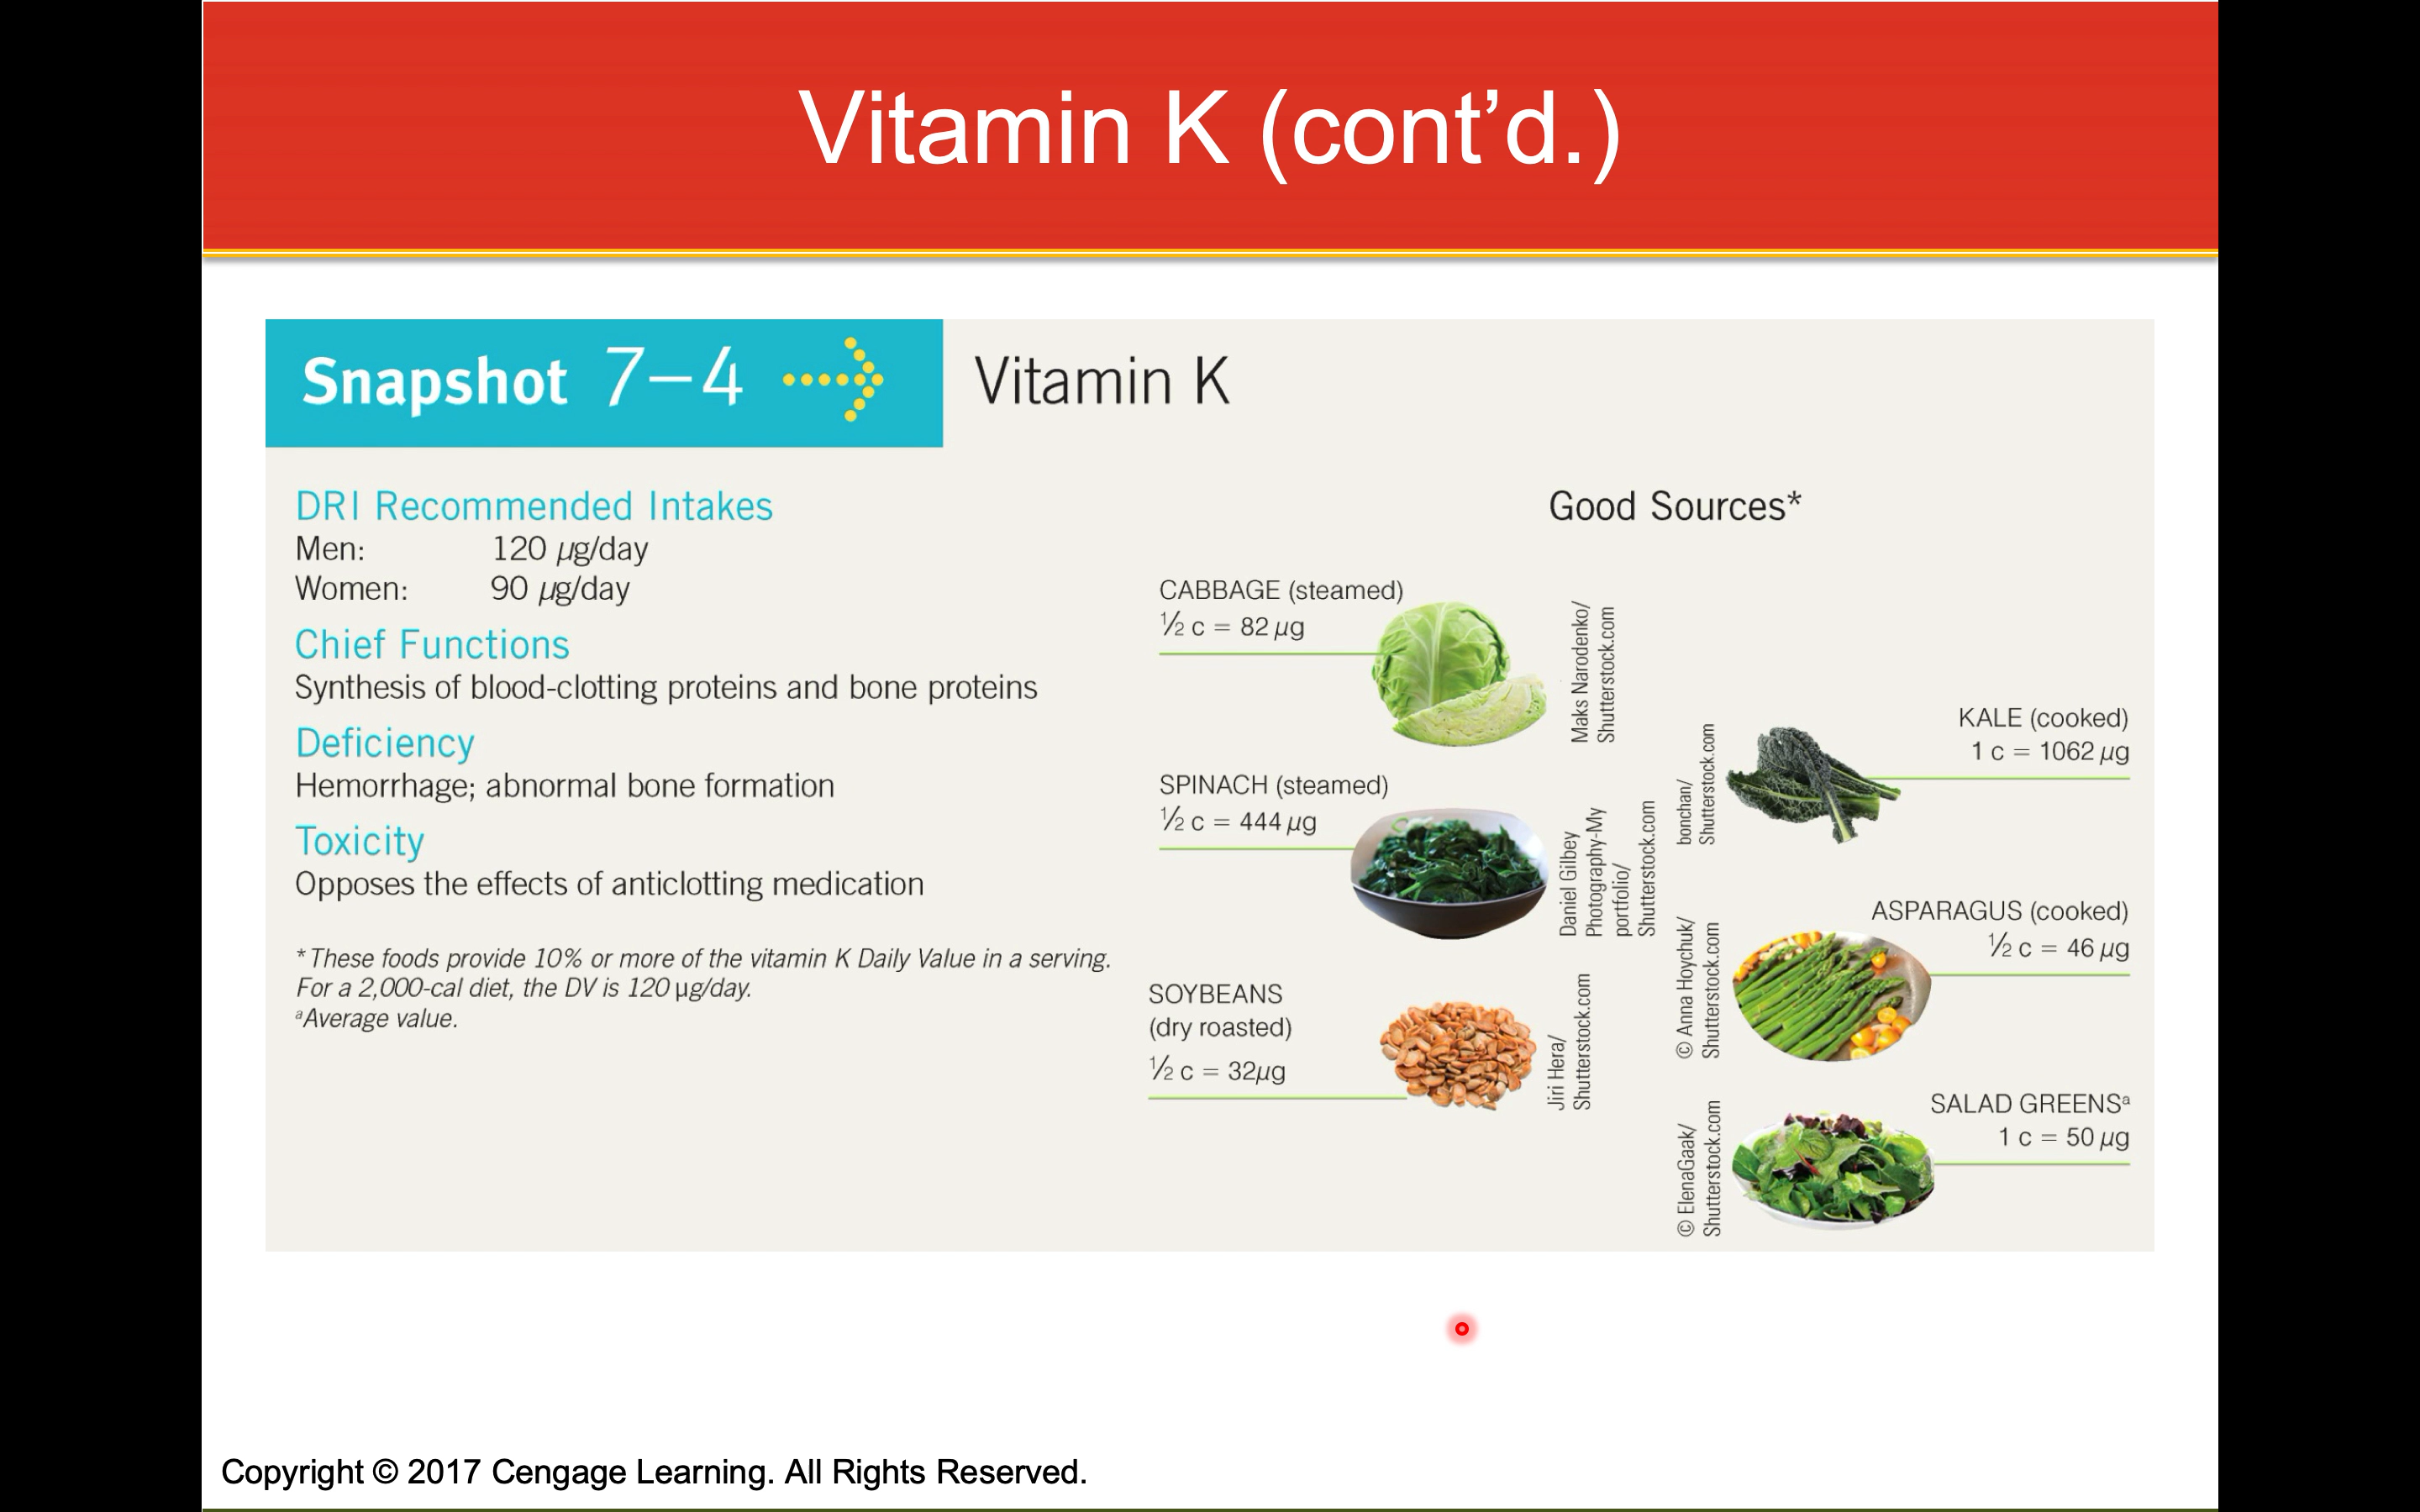 Vitamin K (cont’d.)
Snapshot 7–4
Vitamin K
DRI Recommended Intakes
Men: 120 µg/day
Women: 90 µg/day
Chief Functions
Synthesis of blood-clotting proteins and bone proteins
Deficiency
Hemorrhage; abnormal bone formation
Toxicity
Opposes the effects of anticlotting medication
*These foods provide 10% or more of the vitamin K Daily Value in a serving.
For a 2,000-cal diet, the DV is 120 µg/day.
ᵃAverage value.
Good Sources*
CABBAGE (steamed)
½ c = 82 µg
Maks Narodenko/
Shutterstock.com
SPINACH (steamed)
½ c = 444 µg
Daniel Gilbey
Photography-My
portfolio/
Shutterstock.com
SOYBEANS
(dry roasted)
½ c = 32µg
Jiri Hera/
Shutterstock.com
KALE (cooked)
1 c = 1062 µg
bonchan/
Shutterstock.com
ASPARAGUS (cooked)
½ c = 46 µg
© Anna Hoychuk/
Shutterstock.com
SALAD GREENSᵃ
1 c = 50 µg
© ElenaGaak/
Shutterstock.com
Copyright © 2017 Cengage Learning. All Rights Reserved.